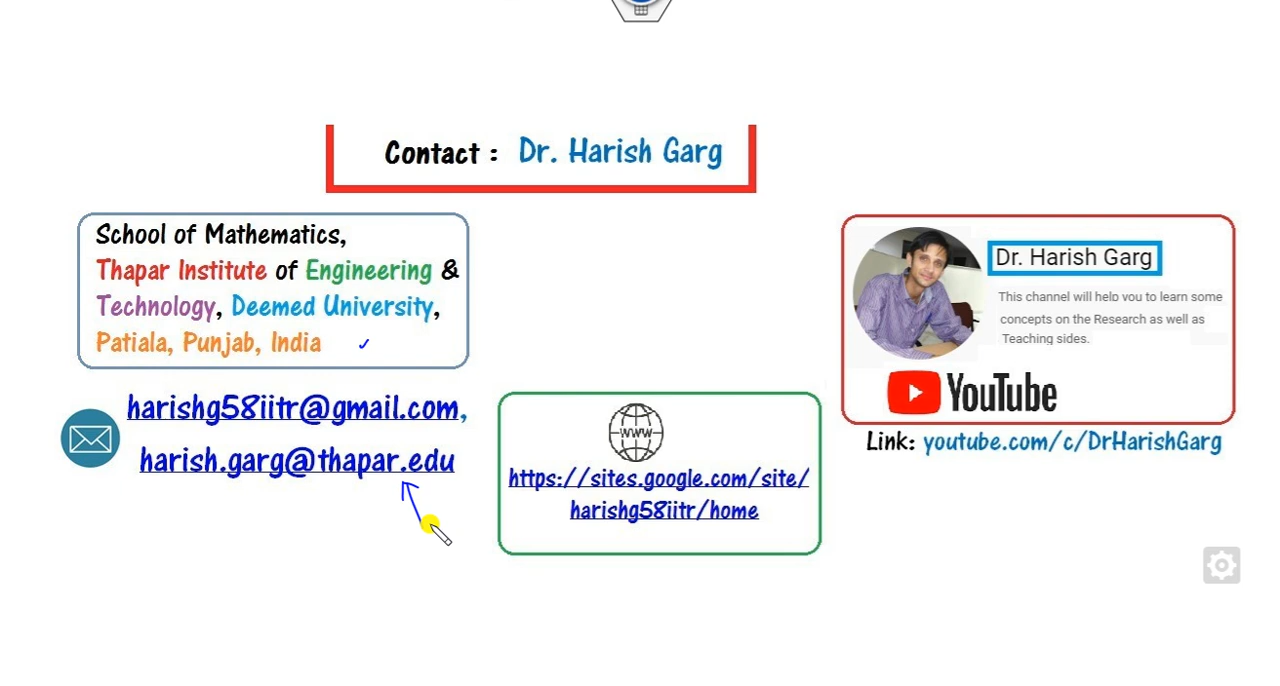 Contact : Dr. Harish Garg
School of Mathematics,
Thapar Institute of Engineering &
Technology, Deemed University,
Patiala, Punjab, India
harishg58iitr@gmail.com,
harish.garg@thapar.edu
WWW
https://sites.google.com/site/
harishg58iitr/home
Dr. Harish Garg
This channel will help you to learn some
concepts on the Research as well as
Teaching sides.
YouTube
Link: youtube.com/c/DrHarishGarg